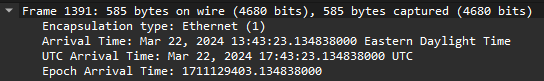 Frame 1391: 585 bytes on wire (4680 bits), 585 bytes captured (4680 bits)
Encapsulation type: Ethernet (1)
Arrival Time: Mar 22, 2024 13:43:23.134838000 Eastern Daylight Time
UTC Arrival Time: Mar 22, 2024 17:43:23.134838000 UTC
Epoch Arrival Time: 1711129403.134838000